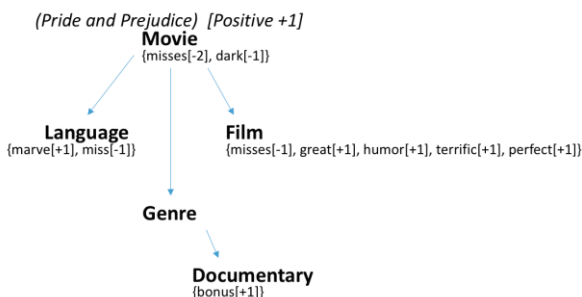 (Pride and Prejudice) [Positive +1]
Movie
{misses[-2], dark[-1]}
Language
{marve[+1], miss[-1]}
Film
{misses[-1], great[+1], humor[+1], terrific[+1], perfect[+1]}
Genre
Documentary
{bonus[+1]}